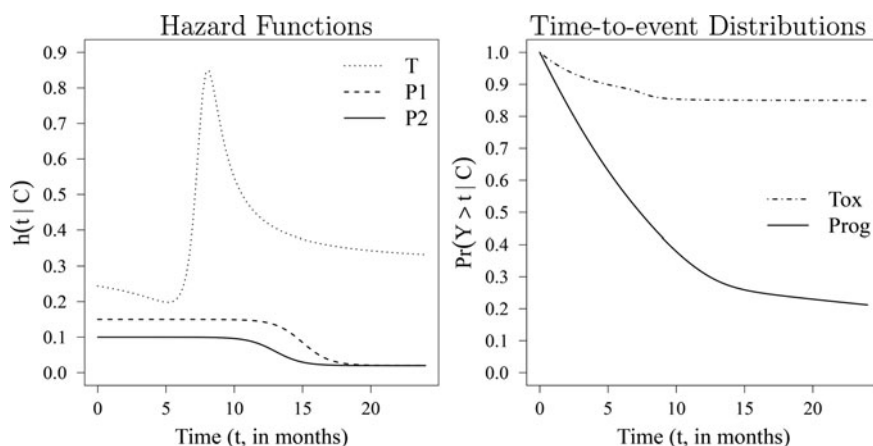 Hazard Functions
h(t | C)
0.9
0.8
0.7
0.6
0.5
0.4
0.3
0.2
0.1
0.0
T
P1
P2
0 5 10 15 20
Time (t, in months)
Time-to-event Distributions
Pr(Y > t | C)
1.0
0.9
0.8
0.7
0.6
0.5
0.4
0.3
0.2
0.1
0.0
Tox
Prog
0 5 10 15 20
Time (t, in months)